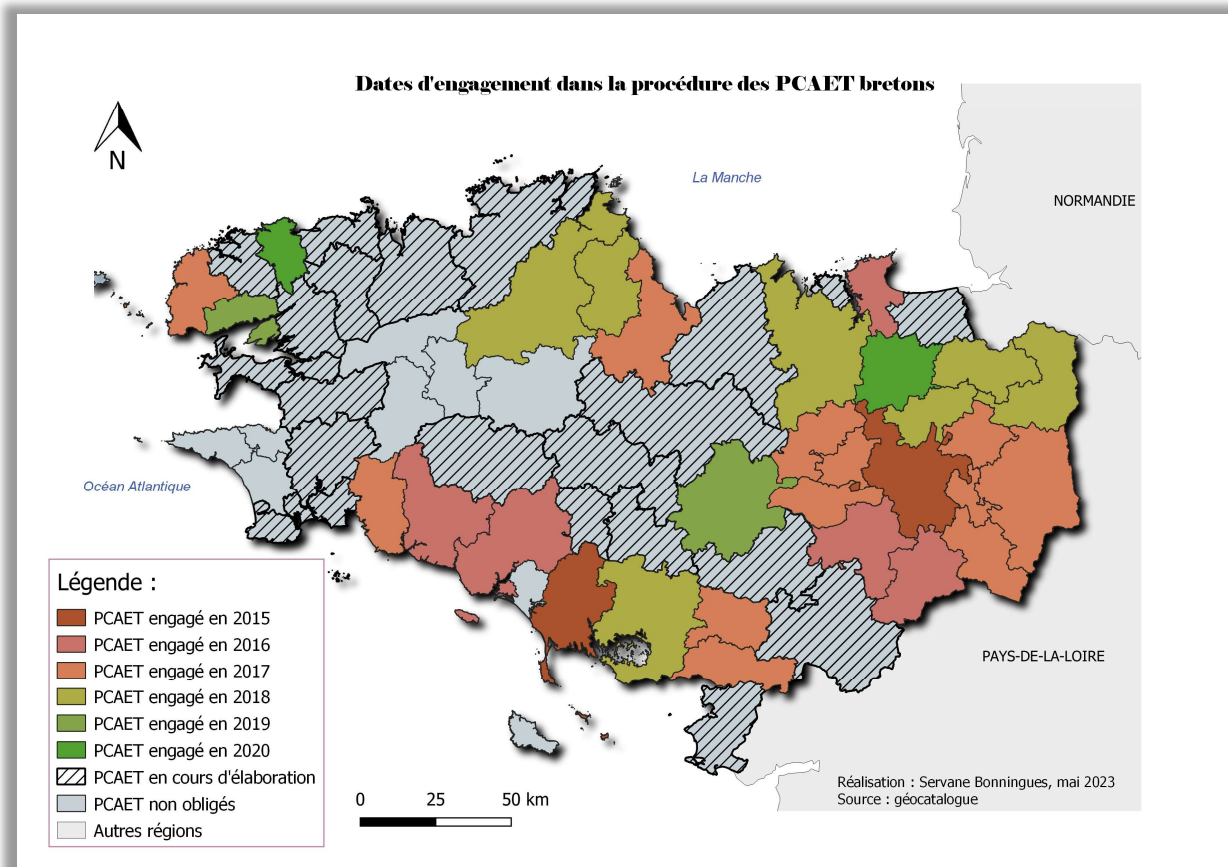 Dates d'engagement dans la procédure des PCAET bretons
N
La Manche
NORMANDIE
Océan Atlantique
Légende :
PCAET engagé en 2015
PCAET engagé en 2016
PCAET engagé en 2017
PCAET engagé en 2018
PCAET engagé en 2019
PCAET engagé en 2020
PCAET en cours d'élaboration
PCAET non obligés
Autres régions
0 25 50 km
PAYS-DE-LA-LOIRE
Réalisation : Servane Bonningues, mai 2023
Source : géocatalogue